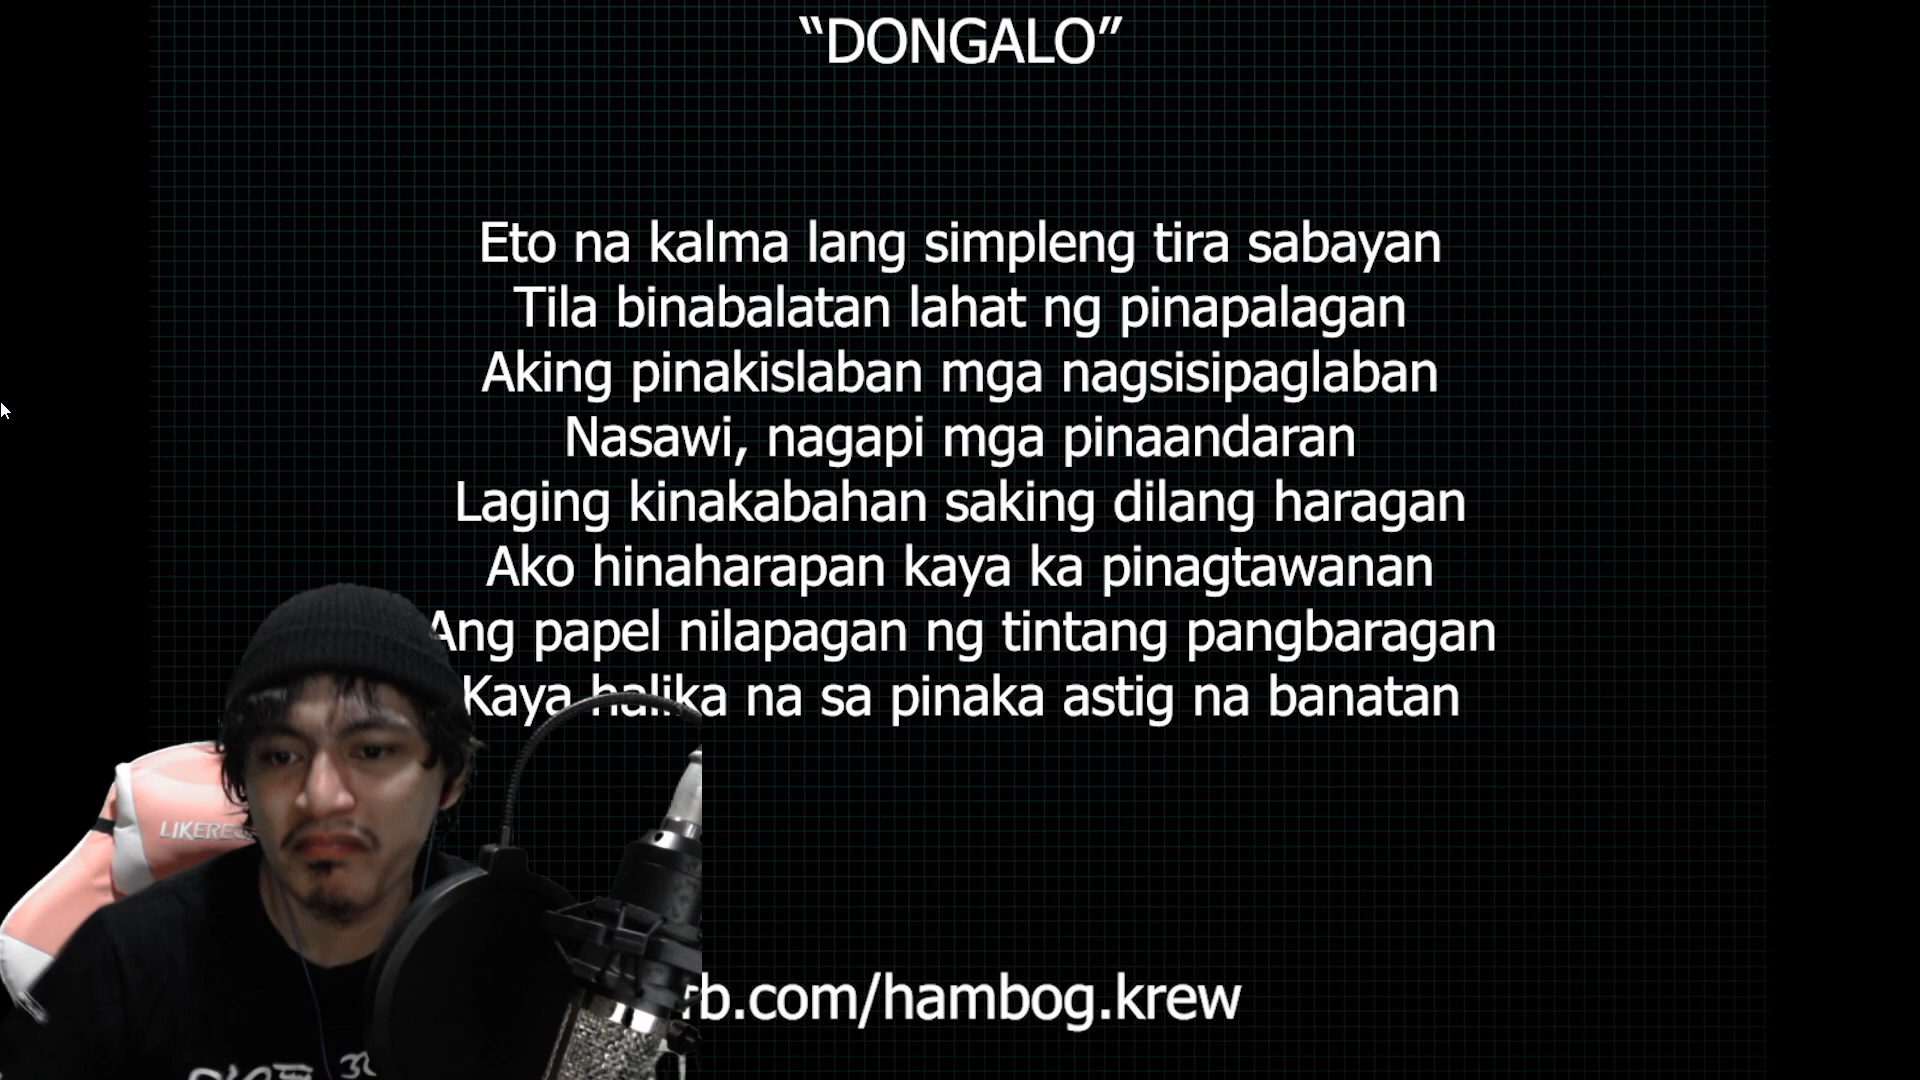 “DONGALO”
Eto na kalma lang simpleng tira sabayan
Tila binabalatan lahat ng pinapalagan
Aking pinakislaban mga nagsisipaglaban
Nasawi, nagapi mga pinaandaran
Laging kinakabahan saking dilang haragan
Ako hinaharapan kaya ka pinagtawanan
Ang papel nilapagan ng tintang pangbaragan
Kaya halika na sa pinaka astig na banatan
rb.com/hambog.krew